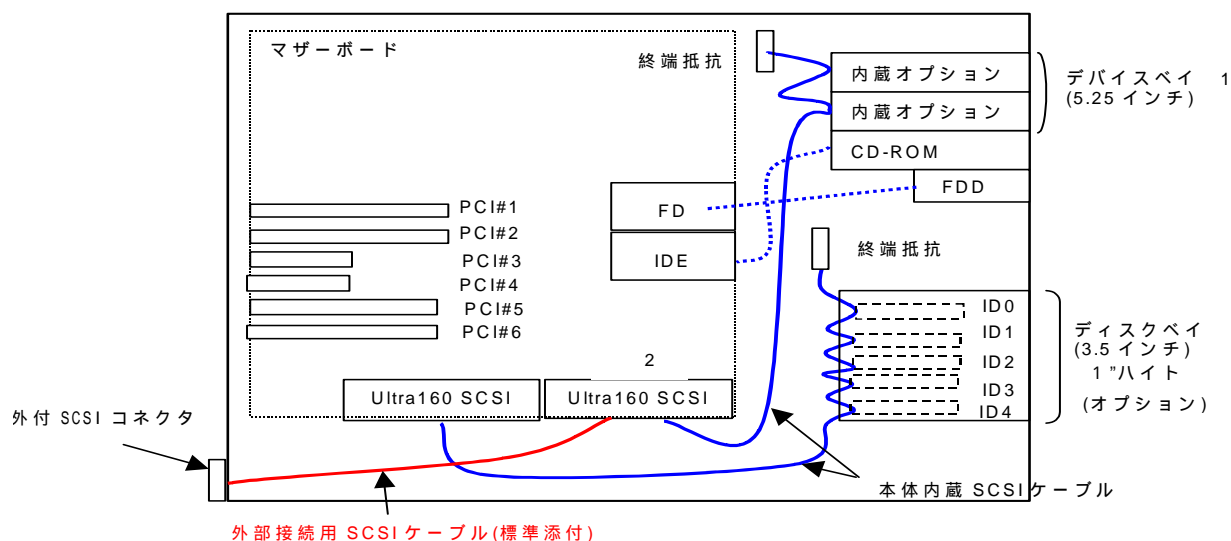 マザーボード
終端抵抗
内蔵オプション
内蔵オプション
デバイスベイ 1
(5.25インチ)
CD-ROM
FDD
FD
IDE
PCI#1
PCI#2
PCI#3
PCI#4
PCI#5
PCI#6
終端抵抗
ID0
ID1
ID2
ID3
ID4
ディスクベイ
(3.5インチ)
1”ハイト
(オプション)
2
Ultra160 SCSI
Ultra160 SCSI
外付 SCSI コネクタ
本体内蔵 SCSIケーブル
外部接続用 SCSIケーブル(標準添付)